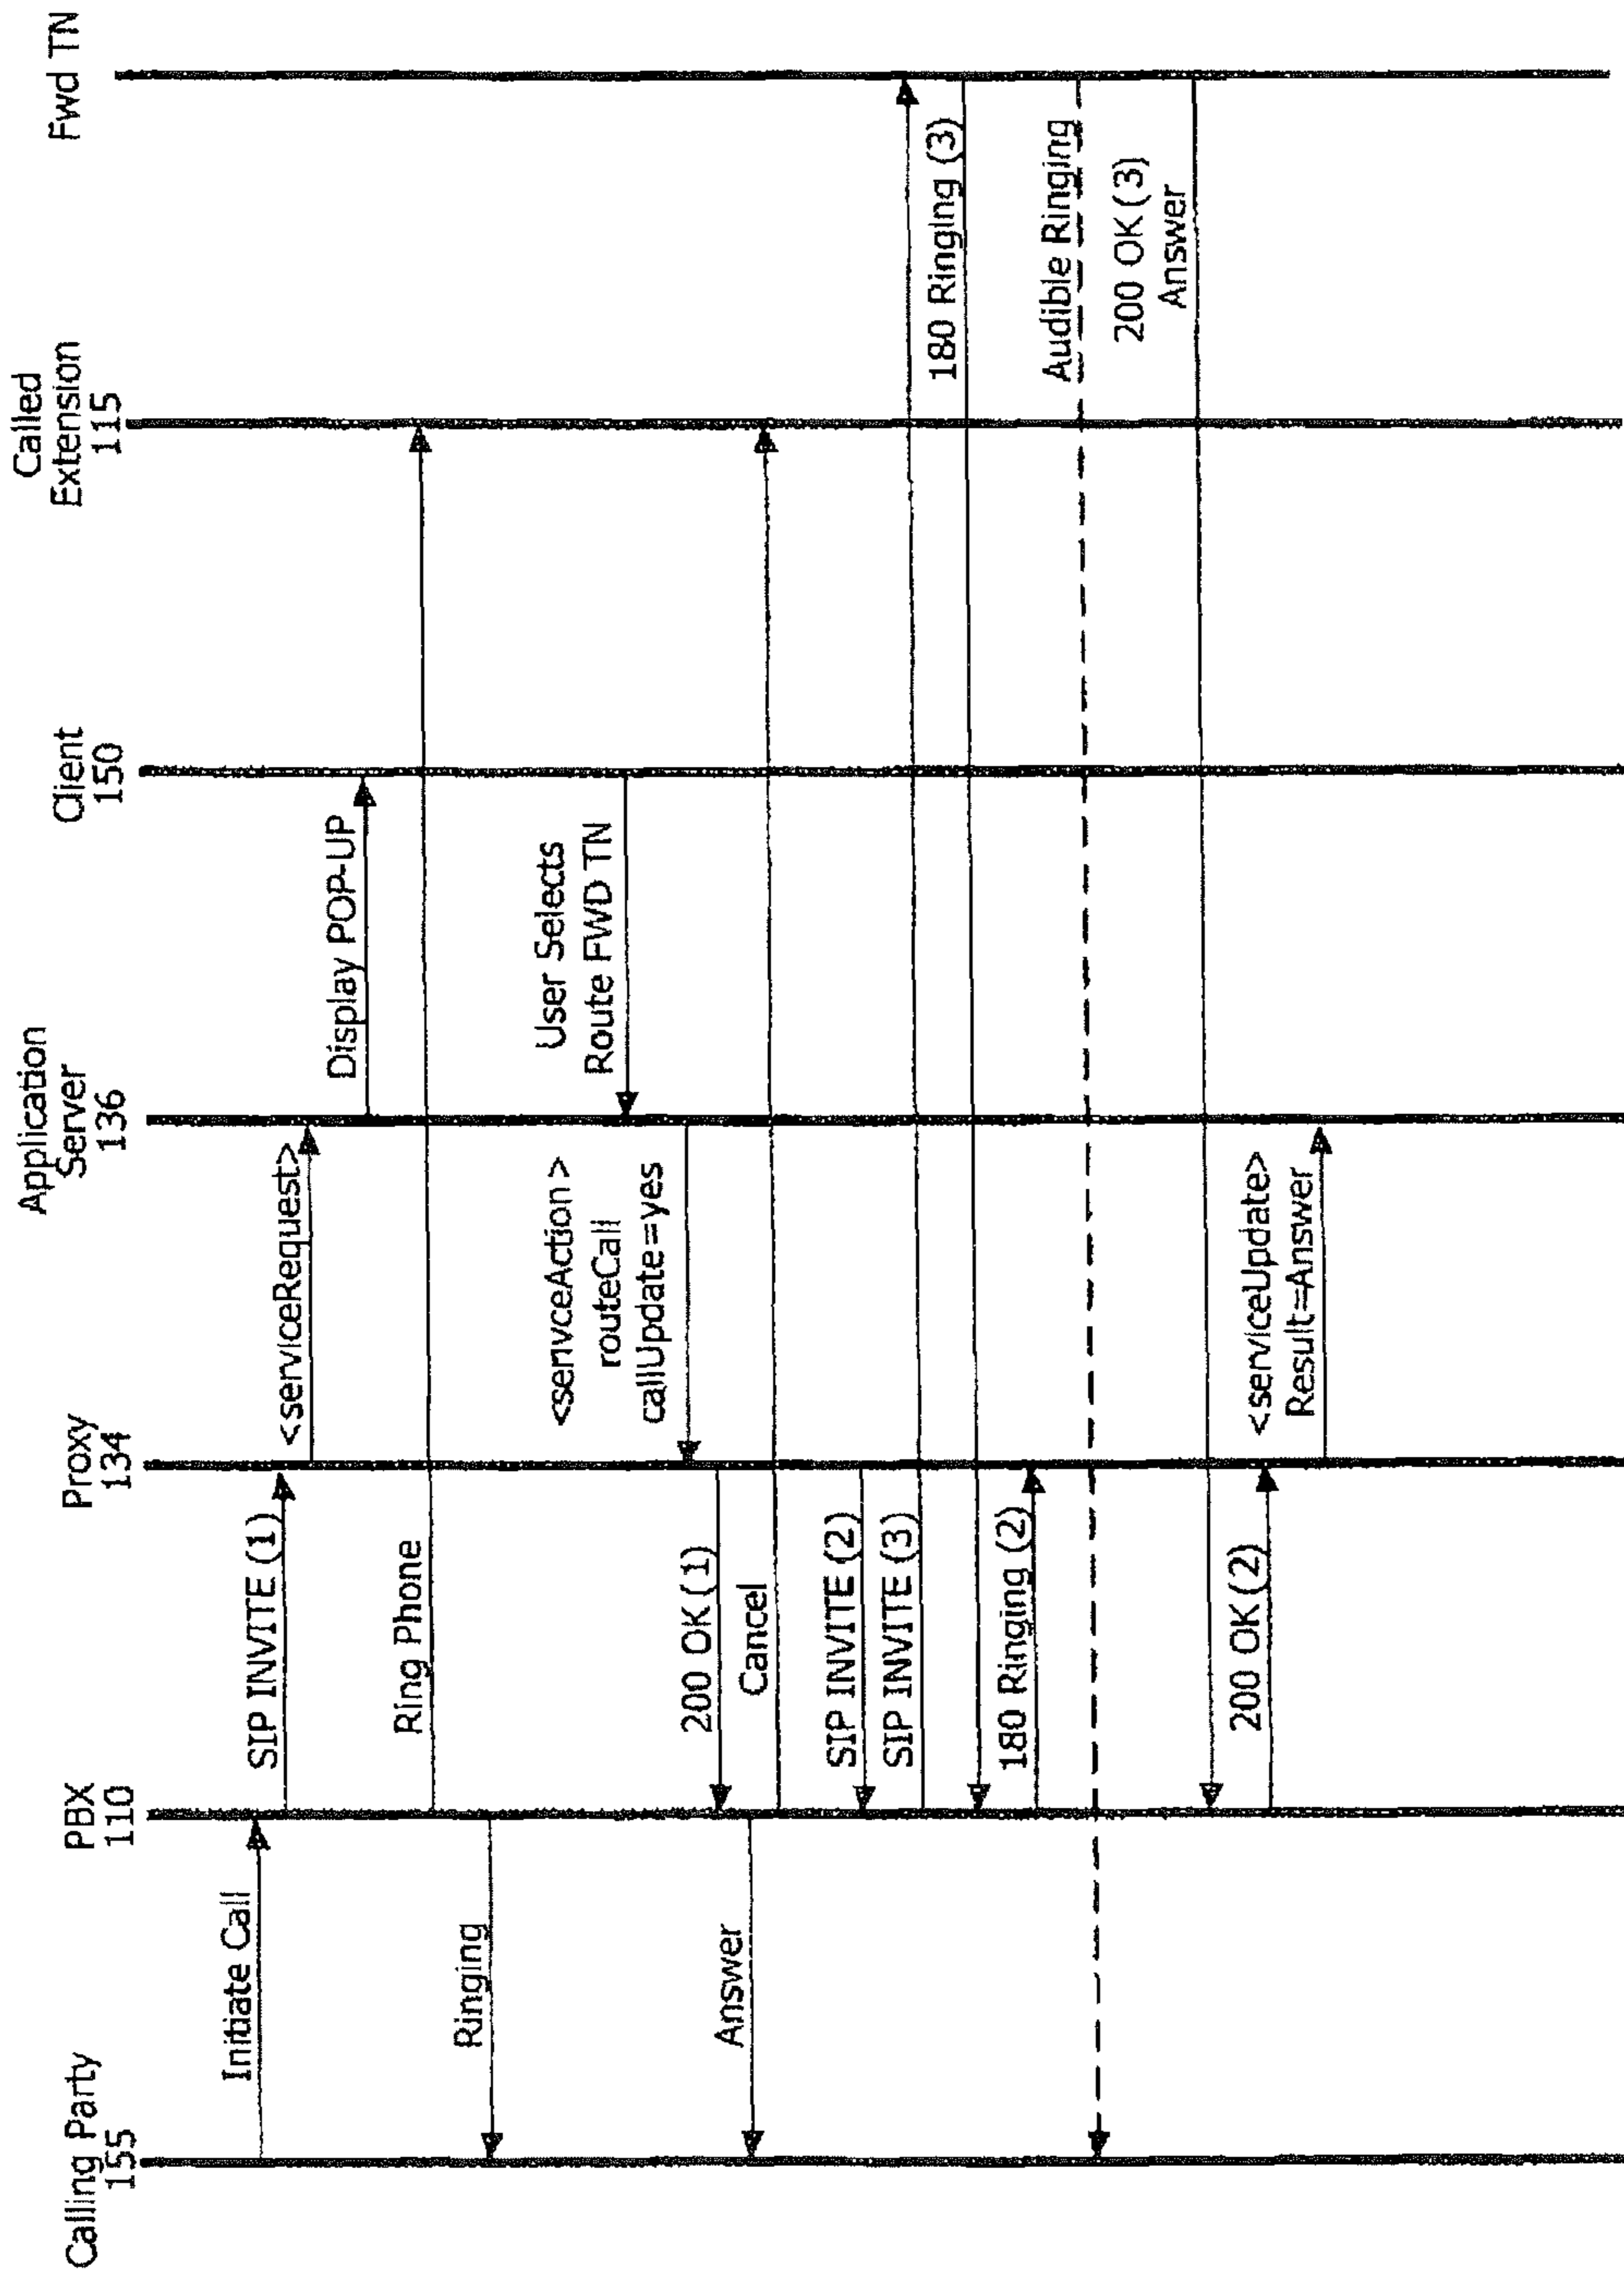 Calling Party
155
PBX
110
Proxy
134
Application
Server
136
Client
150
Called
Extension
115
Fwd TN
Initiate Call
SIP INVITE (1)
<serviceRequest>
Display POP-UP
Ring Phone
Ringing
User Selects
Route FWD TN
<senvceAction>
routeCall
callUpdate=yes
200 OK (1)
Answer
Cancel
SIP INVITE (2)
SIP INVITE (3)
180 Ringing (3)
180 Ringing (2)
Audible Ringing
200 OK (3)
Answer
200 OK (2)
<serviceUpdate>
Result=Answer